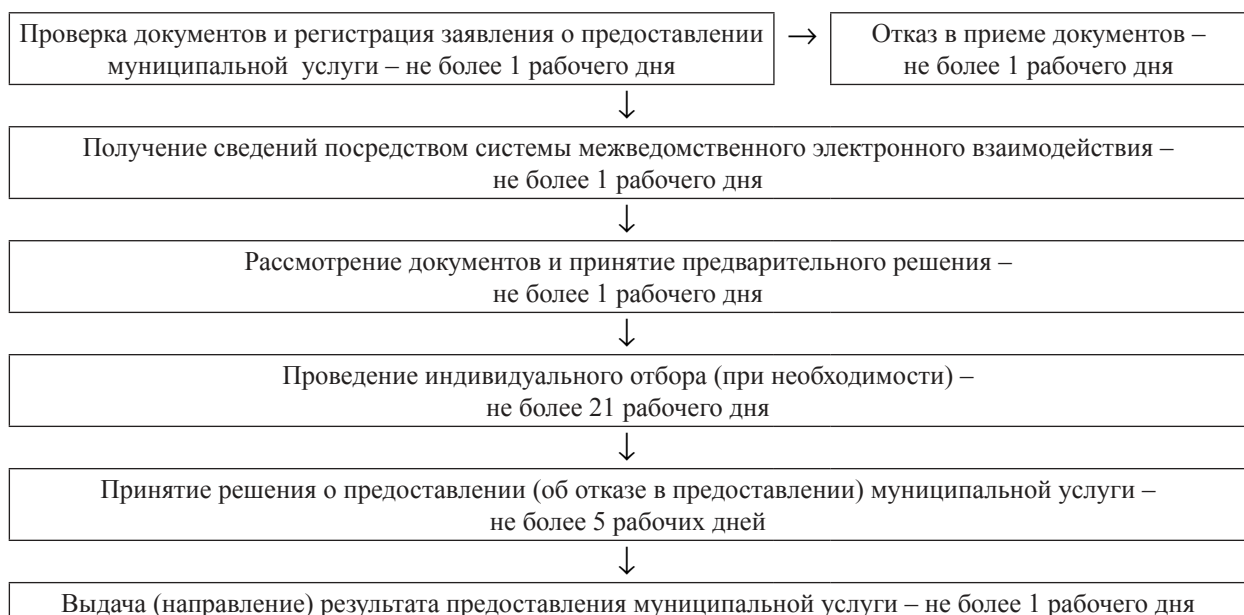 Проверка документов и регистрация заявления о предоставлении
муниципальной услуги – не более 1 рабочего дня
→
Отказ в приеме документов –
не более 1 рабочего дня
↓
Получение сведений посредством системы межведомственного электронного взаимодействия –
не более 1 рабочего дня
↓
Рассмотрение документов и принятие предварительного решения –
не более 1 рабочего дня
↓
Проведение индивидуального отбора (при необходимости) –
не более 21 рабочего дня
↓
Принятие решения о предоставлении (об отказе в предоставлении) муниципальной услуги –
не более 5 рабочих дней
↓
Выдача (направление) результата предоставления муниципальной услуги – не более 1 рабочего дня